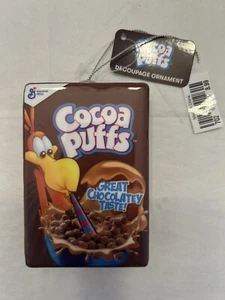 Cocoa
Puffs
DECOUPAGE ORNAMENT
Cocoa
Puffs
GREAT
CHOCOLATEY
TASTE!